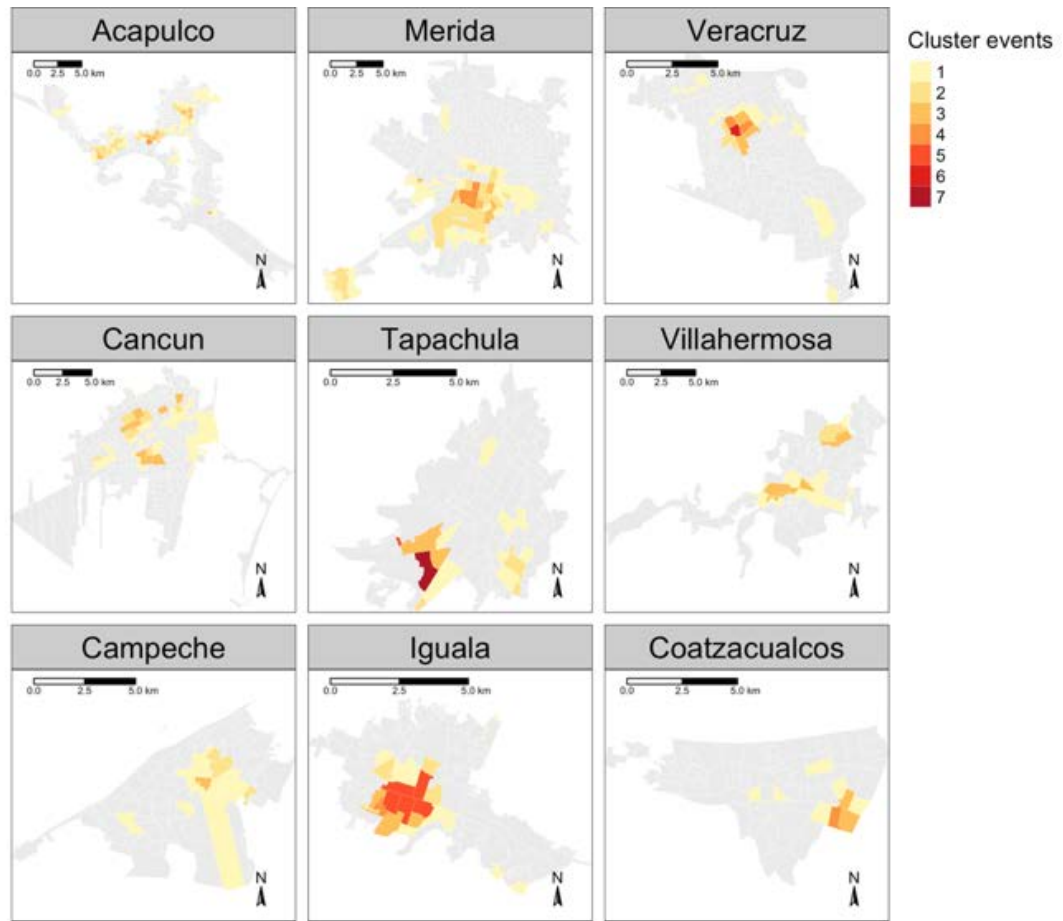 Acapulco
0.0 2.5 5.0 km
N
Merida
0.0 2.5 5.0 km
N
Veracruz
0.0 2.5 5.0 km
N
Cluster events
1
2
3
4
5
6
7
Cancun
0.0 2.5 5.0 km
N
Tapachula
0.0 2.5 5.0 km
N
Villahermosa
0.0 2.5 5.0 km
N
Campeche
0.0 2.5 5.0 km
N
Iguala
0.0 2.5 5.0 km
N
Coatzacualcos
0.0 2.5 5.0 km
N